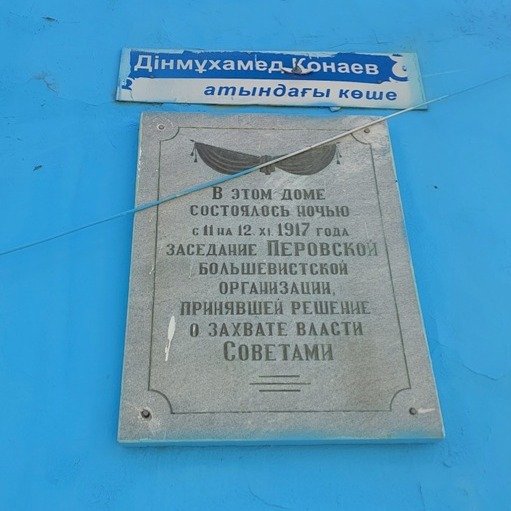 Дінмұхамед Қонаев
атындағы көше
В ЭТОМ ДОМЕ
СОСТОЯЛОСЬ НОЧЬЮ
С 11 НА 12. XI. 1917 ГОДА
ЗАСЕДАНИЕ ПЕРОВСКОЙ
БОЛЬШЕВИСТСКОЙ
ОРГАНИЗАЦИИ,
ПРИНЯВШЕЙ РЕШЕНИЕ
О ЗАХВАТЕ ВЛАСТИ
СОВЕТАМИ